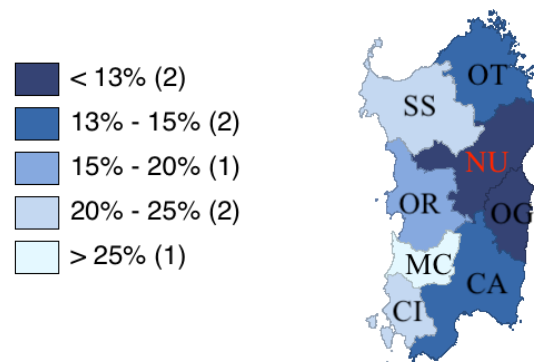 < 13% (2)
13% - 15% (2)
15% - 20% (1)
20% - 25% (2)
> 25% (1)
OT
SS
NU
OR
OG
MC
CA
CI